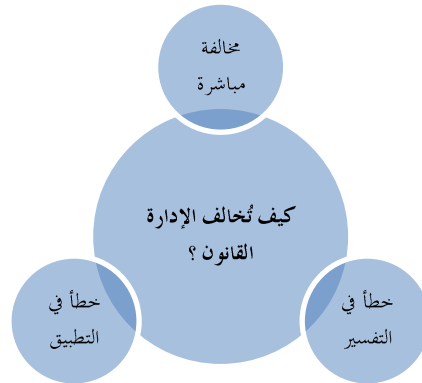 مخالفة
مباشرة
كيف تُخالف الإدارة
القانون ؟
خطأ في
التفسير
خطأ في
التطبيق